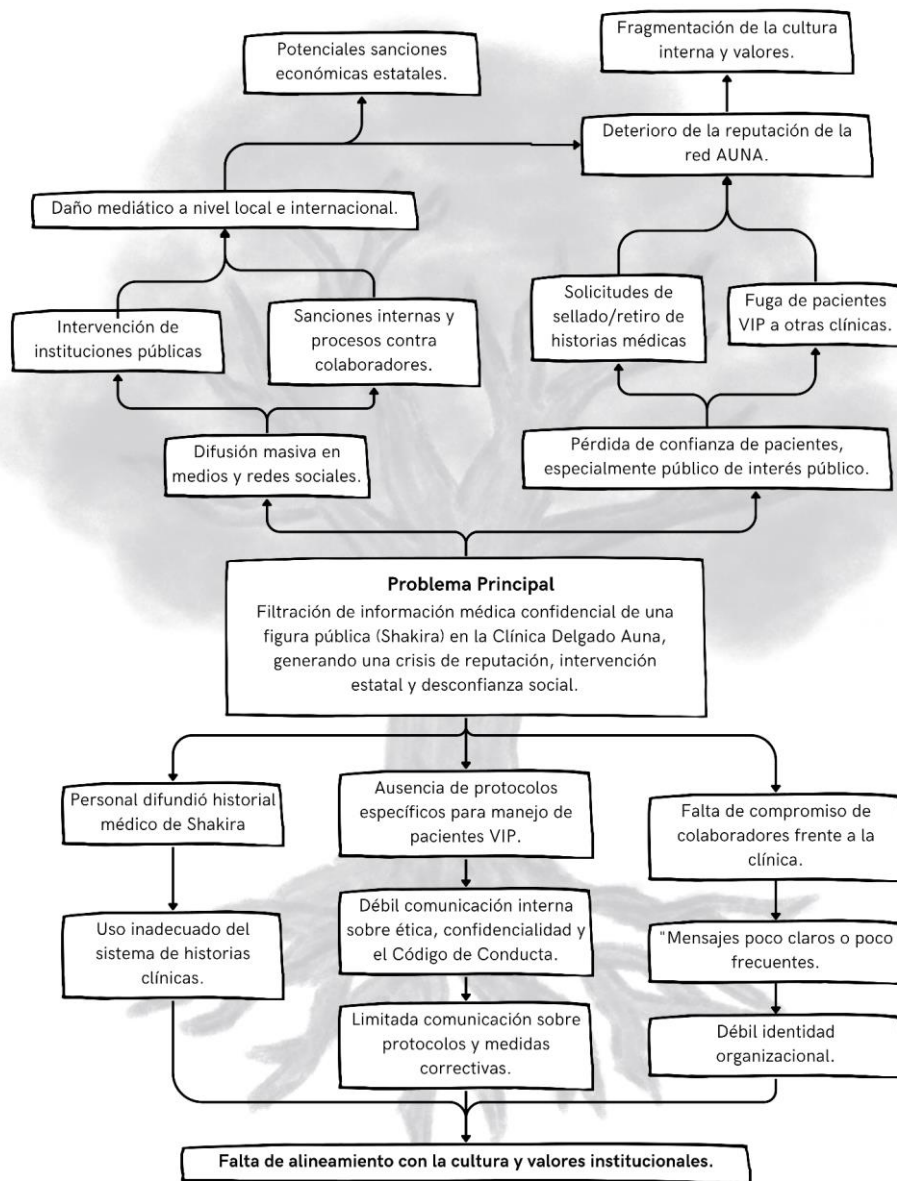 Potenciales sanciones
económicas estatales.
Fragmentación de la cultura
interna y valores.
Deterioro de la reputación de la
red AUNA.
Daño mediático a nivel local e internacional.
Intervención de
instituciones públicas
Sanciones internas y
procesos contra
colaboradores.
Solicitudes de
sellado/retiro de
historias médicas
Fuga de pacientes
VIP a otras clínicas.
Difusión masiva en
medios y redes sociales.
Pérdida de confianza de pacientes,
especialmente público de interés público.
Problema Principal
Filtración de información médica confidencial de una
figura pública (Shakira) en la Clínica Delgado Auna,
generando una crisis de reputación, intervención
estatal y desconfianza social.
Personal difundió historial
médico de Shakira
Ausencia de protocolos
específicos para manejo de
pacientes VIP.
Falta de compromiso de
colaboradores frente a la
clínica.
Uso inadecuado del
sistema de historias
clínicas.
Débil comunicación interna
sobre ética, confidencialidad y
el Código de Conducta.
"Mensajes poco claros o poco
frecuentes.
Limitada comunicación sobre
protocolos y medidas
correctivas.
Débil identidad
organizacional.
Falta de alineamiento con la cultura y valores institucionales.